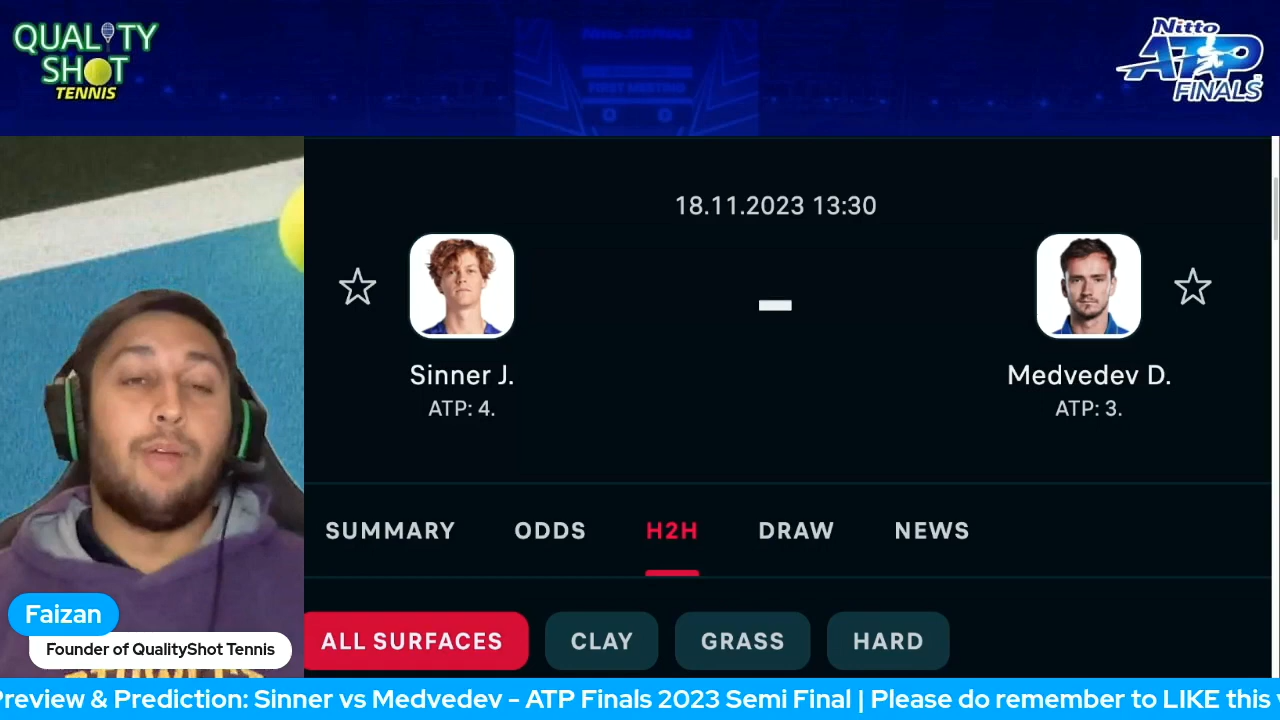 QUALITY
SHOT
TENNIS
Nitto
ATP
FINALS
FIRST MEETING
18.11.2023 13:30
Sinner J.
ATP: 4.
-
Medvedev D.
ATP: 3.
SUMMARY ODDS H2H DRAW NEWS
ALL SURFACES CLAY GRASS HARD
Faizan
Founder of QualityShot Tennis
Preview & Prediction: Sinner vs Medvedev - ATP Finals 2023 Semi Final | Please do remember to LIKE this